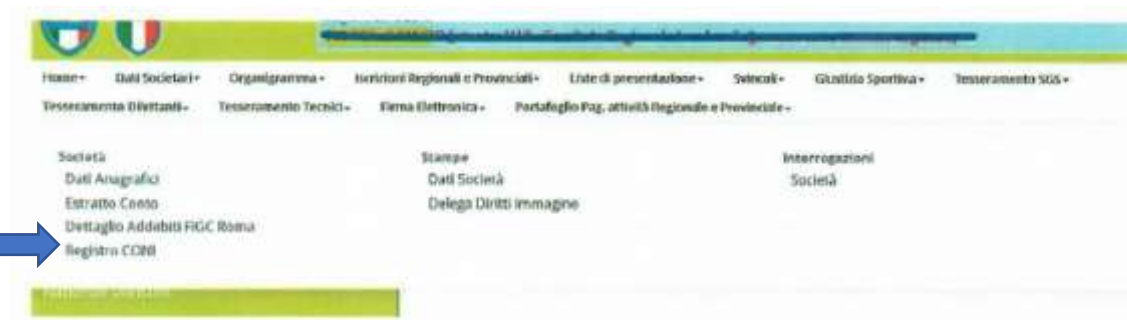 Home Dati Societari Organigramma Iscrizioni Regionali e Provinciali Liste di presentazione Svincoli Giustizia Sportiva Tesseramento SGS
Tesseramento Dilettanti Tesseramento Tecnici Firma Elettronica Portafoglio Pag. attività Regionale e Provinciale
Società Stampe Interrogazioni
Dati Anagrafici Dati Società Società
Estratto Conto Delega Diritti Immagine
Dettaglio Addebiti FIGC Roma
Registro CONI